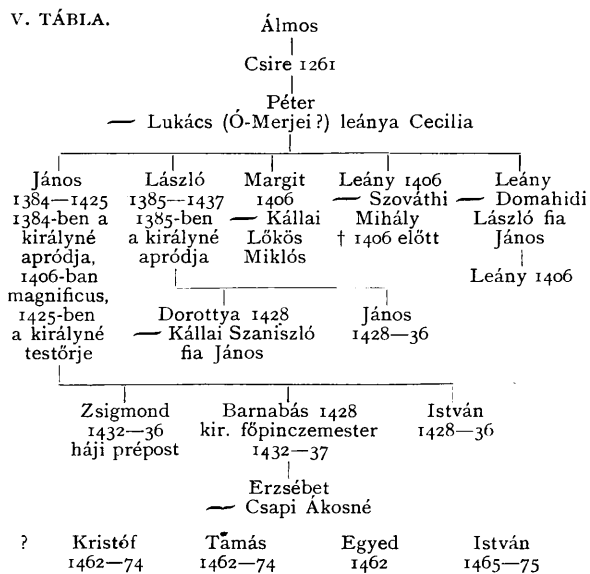 V. TÁBLA.
Álmos
Csire 1261
Péter
— Lukács (Ó-Merjei?) leánya Cecilia
János László Margit Leány 1406 Leány
1384—1425 1385—1437 1406 — Szováthi — Domahidi
1384-ben a 1385-ben — Kállai Mihály László fia
királyné a királyné Lőkös † 1406 előtt János
apródja, apródja Miklós
1406-ban Leány 1406
magnificus,
1425-ben Dorottya 1428 János
a királyné — Kállai Szaniszló 1428—36
testőrje fia János
Zsigmond Barnabás 1428 István
1432—36 kir. főpinczemester 1428—36
háji prépost 1432—37
Erzsébet
— Csapi Ákosné
? Kristóf Tamás Egyed István
1462—74 1462—74 1462 1465—75